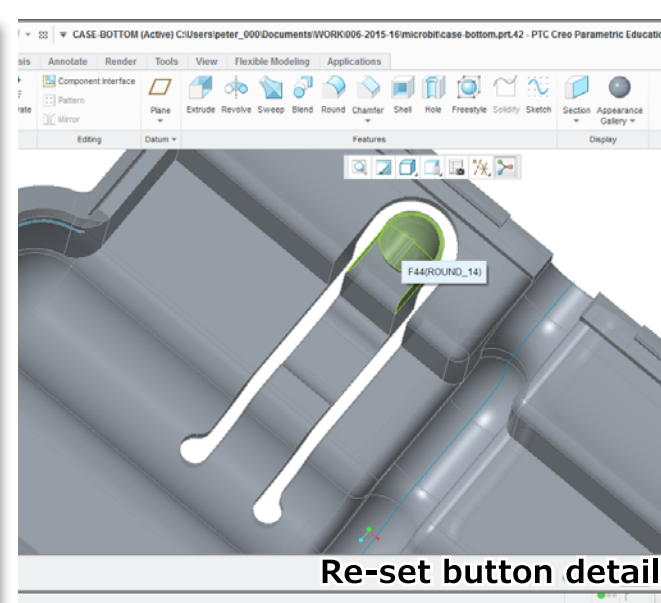 CASE-BOTTOM (Active) C:\Users\peter_000\Documents\WORK\006-2015-16\microbit\case-bottom.prt.42 - PTC Creo Parametric Educatio
sis Annotate Render Tools View Flexible Modeling Applications
Component Interface
Pattern
Mirror
rate Plane Extrude Revolve Sweep Blend Round Chamfer Shell Hole Freestyle Solidify Sketch Section Appearance
Gallery
Editing Datum Features Display
F44(ROUND_14)
Re-set button detail